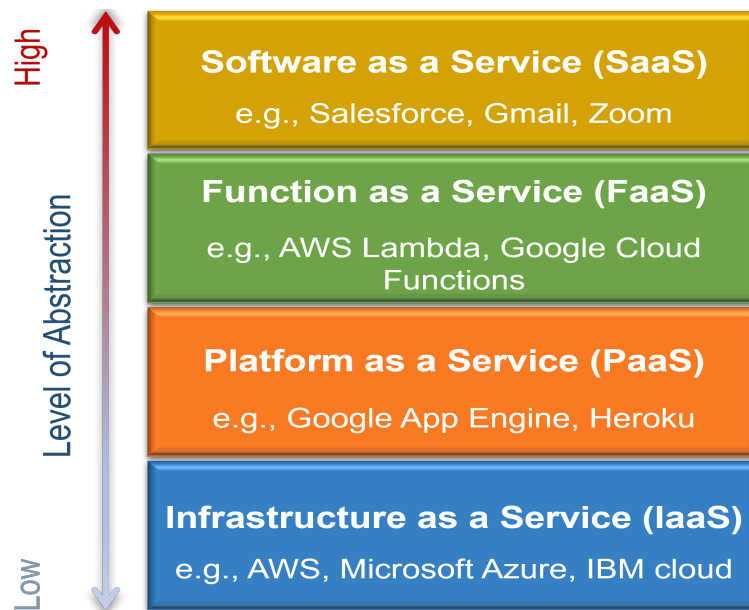 High
Level of Abstraction
Low
Software as a Service (SaaS)
e.g., Salesforce, Gmail, Zoom
Function as a Service (FaaS)
e.g., AWS Lambda, Google Cloud
Functions
Platform as a Service (PaaS)
e.g., Google App Engine, Heroku
Infrastructure as a Service (IaaS)
e.g., AWS, Microsoft Azure, IBM cloud